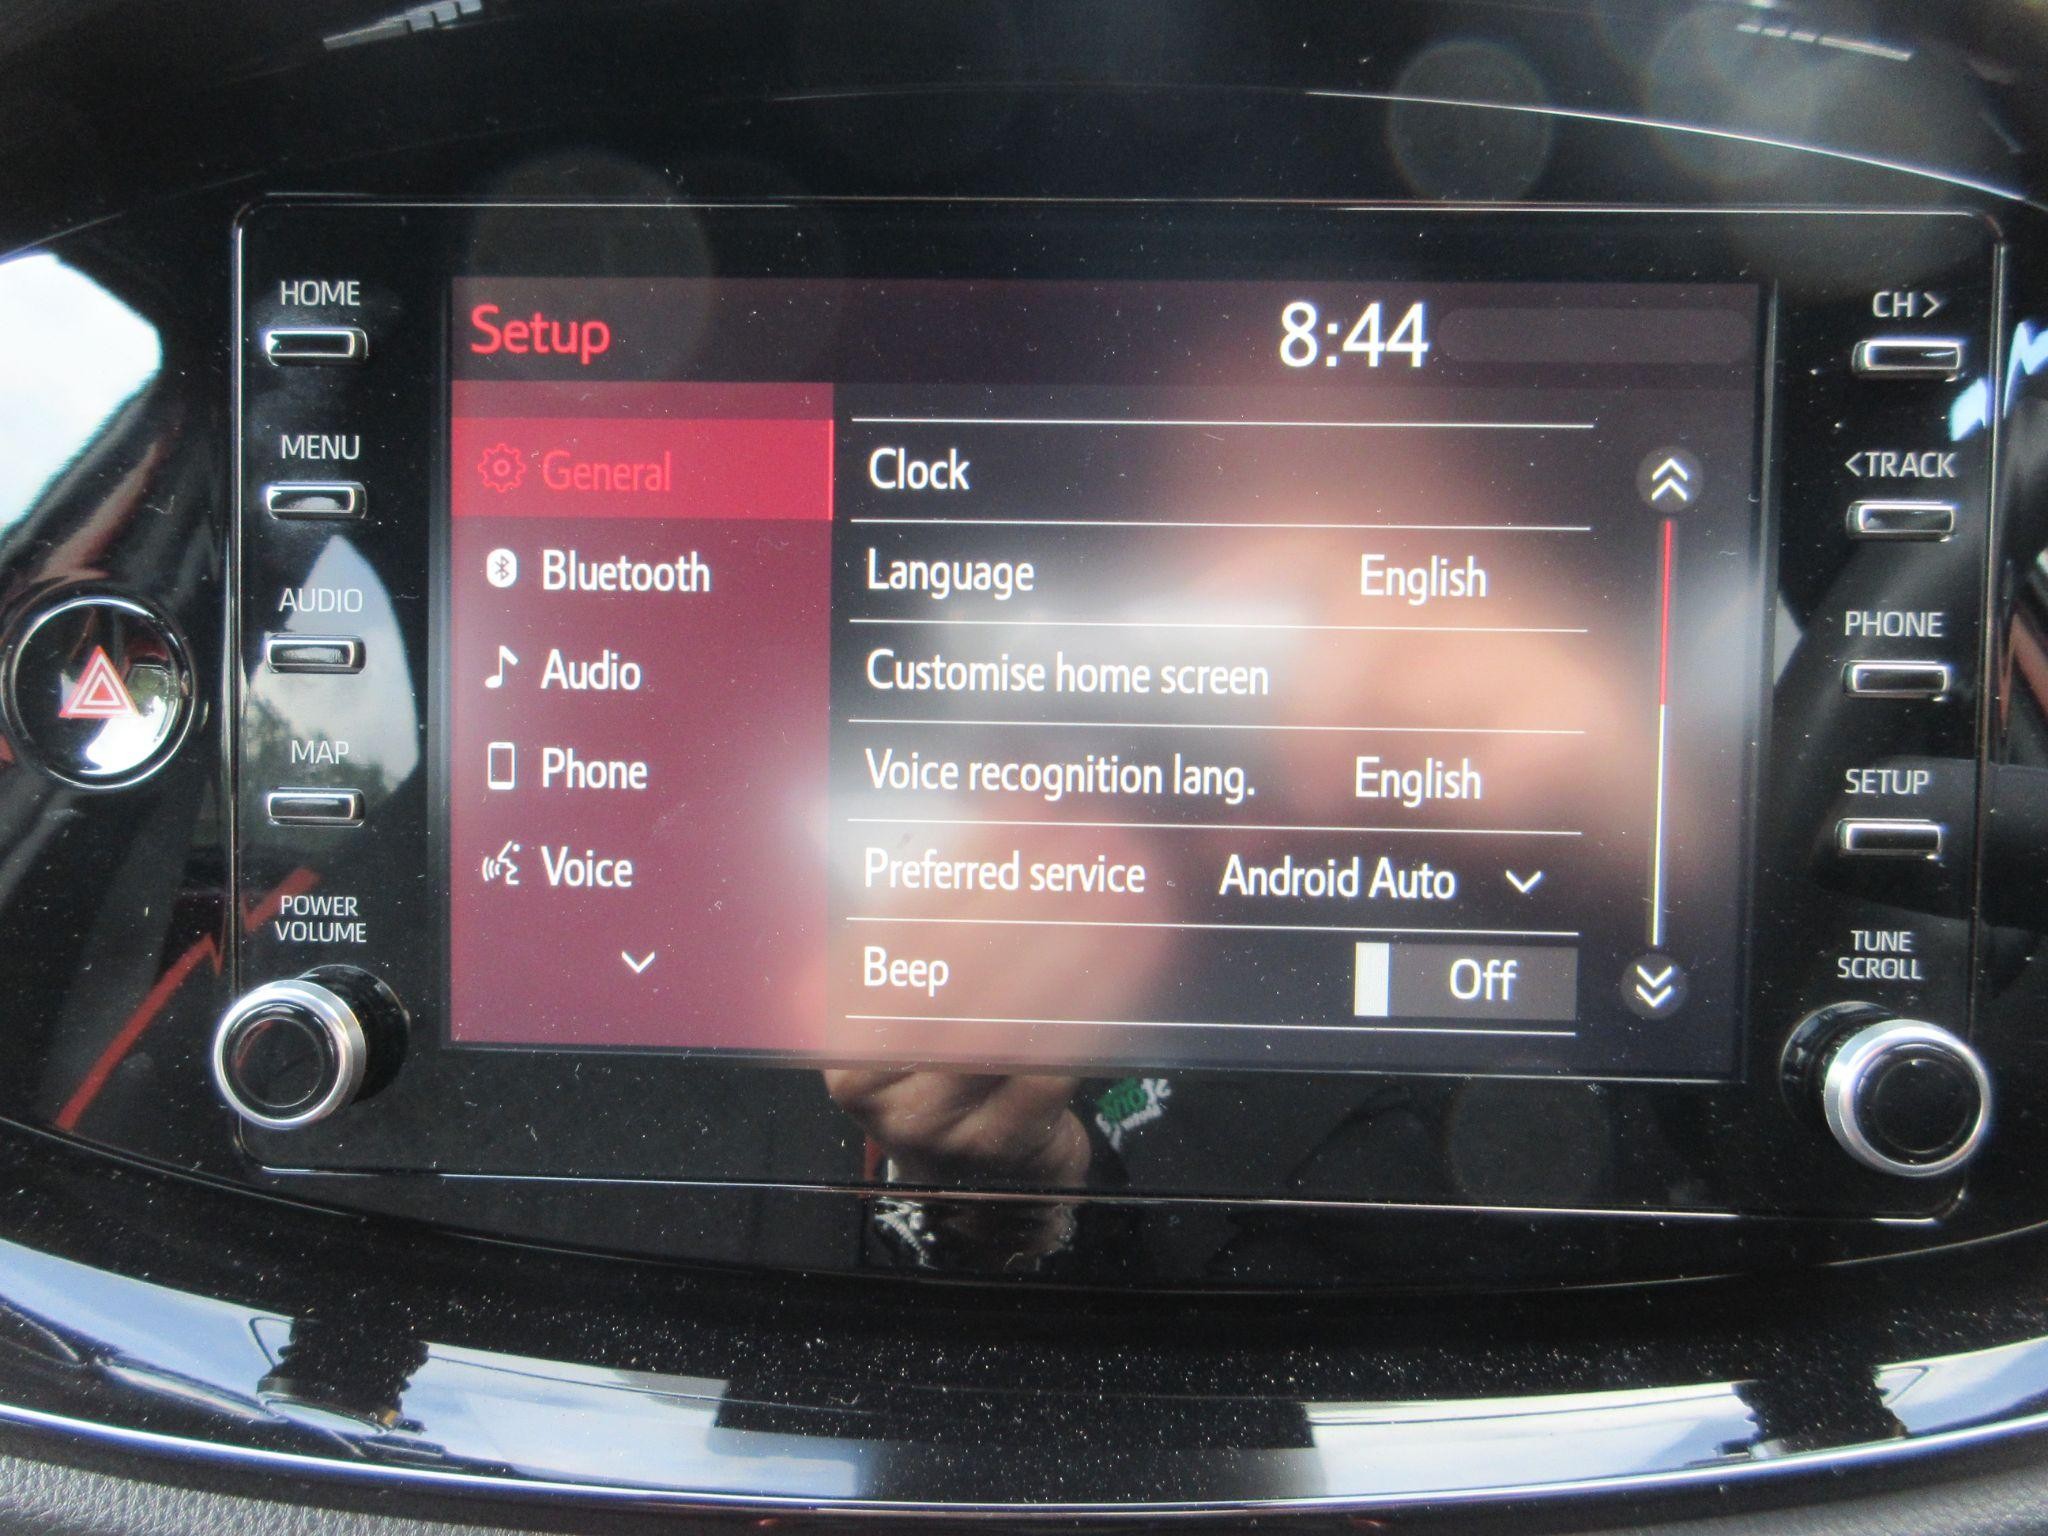 HOME
MENU
AUDIO
MAP
POWER
VOLUME
Setup
8:44
General
Bluetooth
Audio
Phone
Voice
Clock
Language English
Customise home screen
Voice recognition lang. English
Preferred service Android Auto
Beep Off
CH >
< TRACK
PHONE
SETUP
TUNE
SCROLL